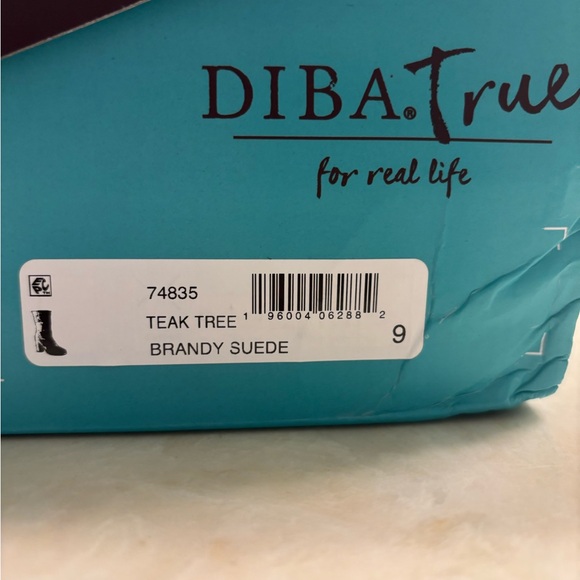 DIBA® True
for real life
74835
TEAK TREE
BRANDY SUEDE
1 96004 06288 2
9